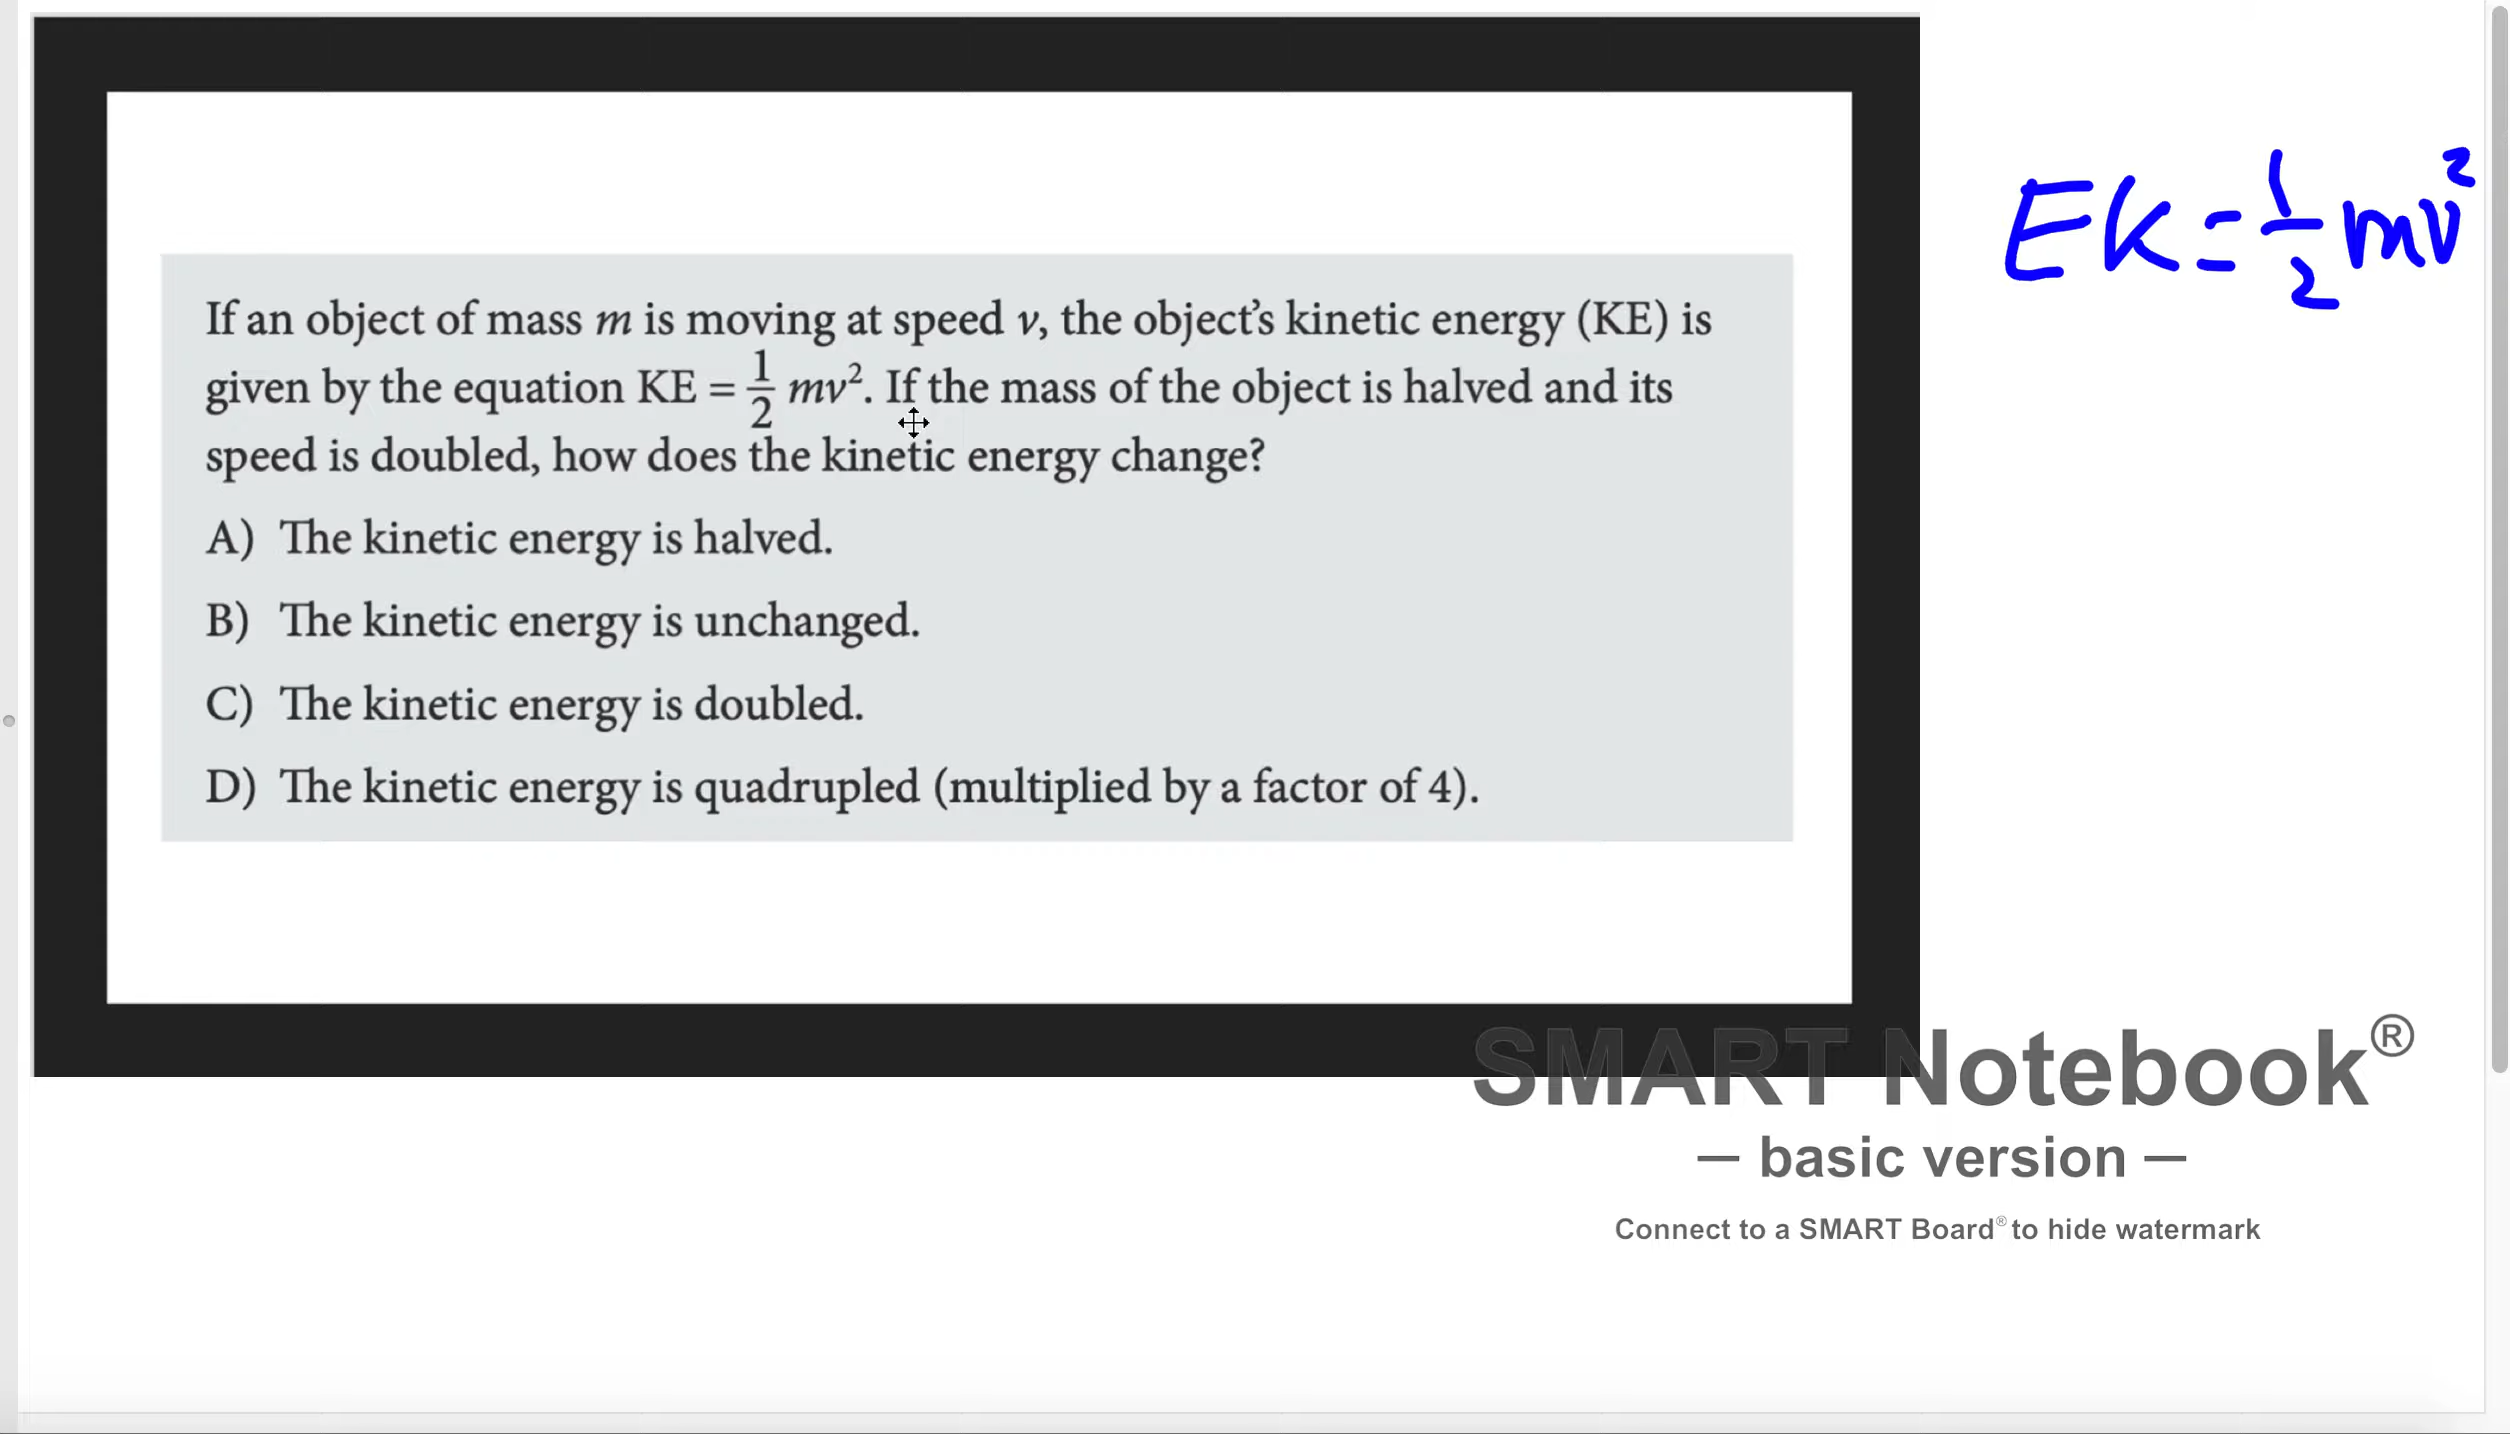 If an object of mass m is moving at speed v, the object's kinetic energy (KE) is
given by the equation KE = 1/2 mv². If the mass of the object is halved and its
speed is doubled, how does the kinetic energy change?
A) The kinetic energy is halved.
B) The kinetic energy is unchanged.
C) The kinetic energy is doubled.
D) The kinetic energy is quadrupled (multiplied by a factor of 4).
EK = 1/2 mv²
SMART Notebook®
— basic version —
Connect to a SMART Board® to hide watermark